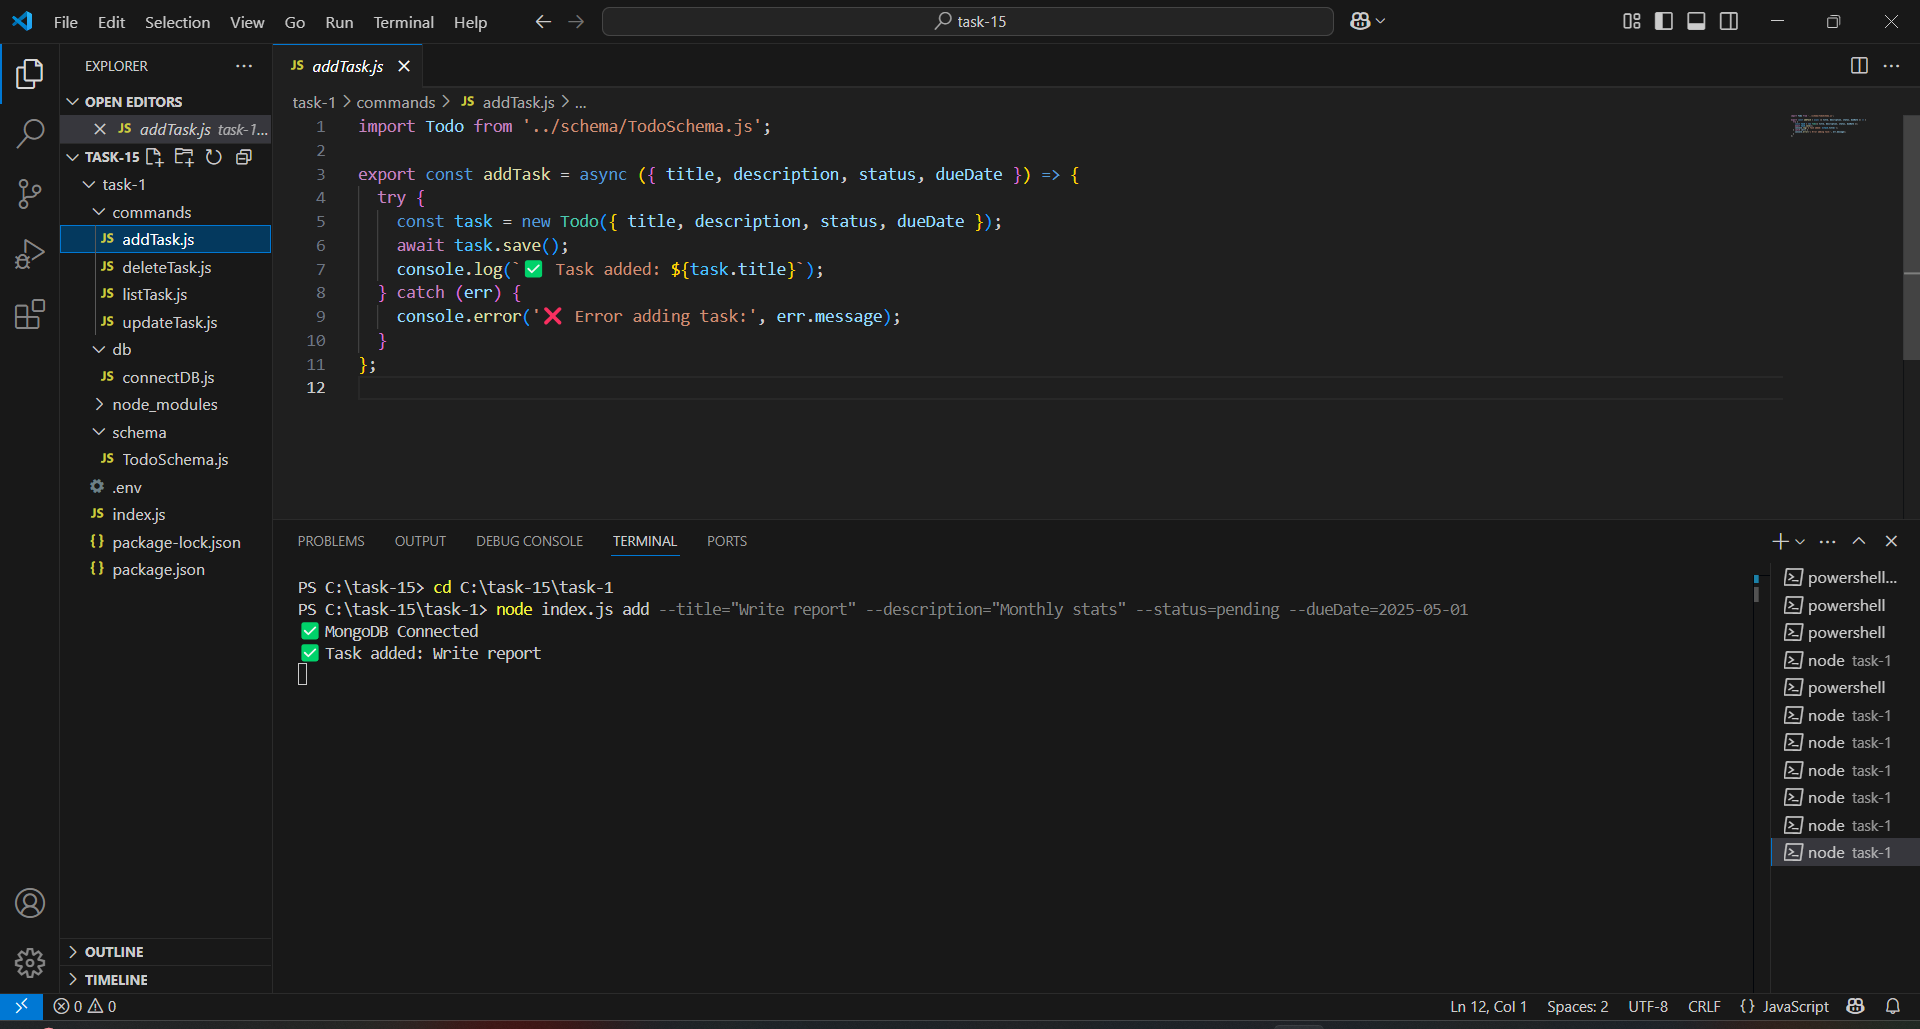 File Edit Selection View Go Run Terminal Help
task-15
EXPLORER
OPEN EDITORS
JS addTask.js task-1...
TASK-15
task-1
commands
JS addTask.js
JS deleteTask.js
JS listTask.js
JS updateTask.js
db
JS connectDB.js
node_modules
schema
JS TodoSchema.js
.env
JS index.js
{} package-lock.json
{} package.json
OUTLINE
TIMELINE
JS addTask.js
task-1 > commands > JS addTask.js > ...
1 import Todo from '../schema/TodoSchema.js';
2
3 export const addTask = async ({ title, description, status, dueDate }) => {
4 try {
5 const task = new Todo({ title, description, status, dueDate });
6 await task.save();
7 console.log(`✅ Task added: ${task.title}`);
8 } catch (err) {
9 console.error('❌ Error adding task:', err.message);
10 }
11 };
12
PROBLEMS OUTPUT DEBUG CONSOLE TERMINAL PORTS
PS C:\task-15> cd C:\task-15\task-1
PS C:\task-15\task-1> node index.js add --title="Write report" --description="Monthly stats" --status=pending --dueDate=2025-05-01
✅ MongoDB Connected
✅ Task added: Write report
powershell...
powershell
powershell
node task-1
powershell
node task-1
node task-1
node task-1
node task-1
node task-1
node task-1
0 0
Ln 12, Col 1 Spaces: 2 UTF-8 CRLF {} JavaScript